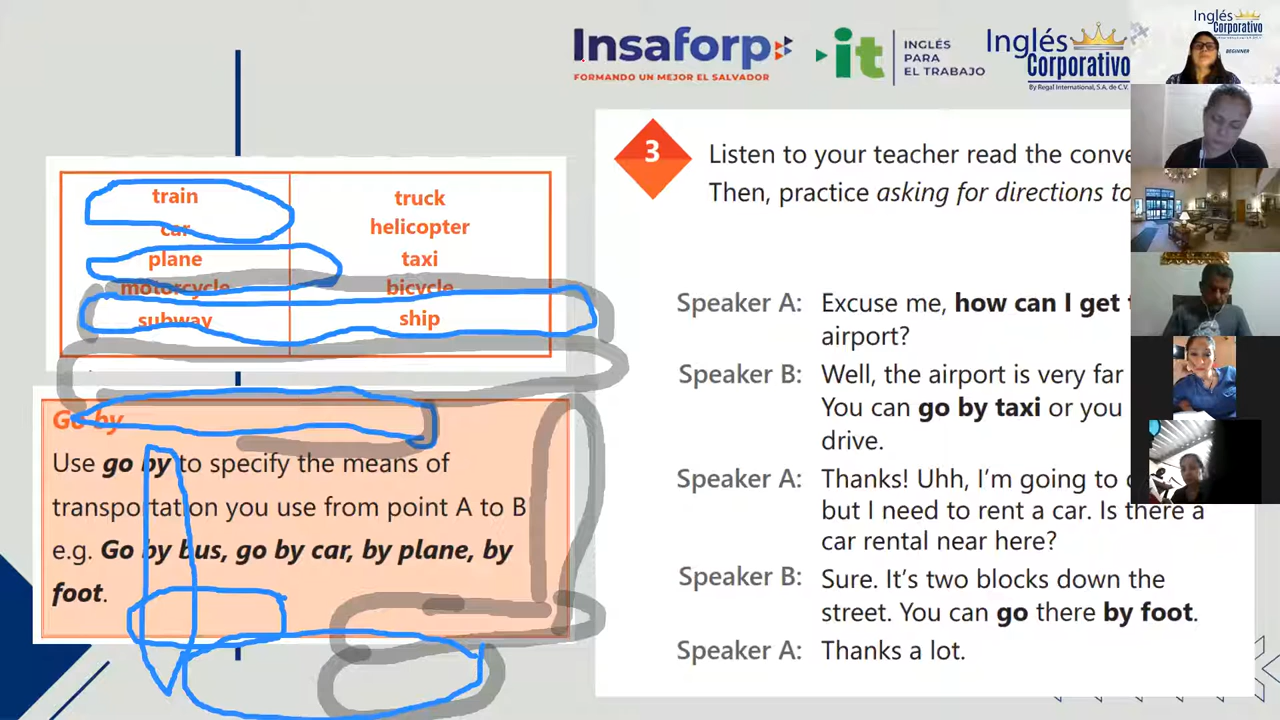 Insaforp
FORMANDO UN MEJOR EL SALVADOR
it
INGLÉS
PARA
EL TRABAJO
Inglés
Corporativo
By Regal International, S.A. de C.V.
Inglés
Corporativo
BEGINNER
train
car
plane
motorcycle
subway
truck
helicopter
taxi
bicycle
ship
Go by
Use go by to specify the means of
transportation you use from point A to B
e.g. Go by bus, go by car, by plane, by
foot.
3
Listen to your teacher read the conve
Then, practice asking for directions to
Speaker A: Excuse me, how can I get
airport?
Speaker B: Well, the airport is very far
You can go by taxi or you
drive.
Speaker A: Thanks! Uhh, I'm going to
but I need to rent a car. Is there a
car rental near here?
Speaker B: Sure. It's two blocks down the
street. You can go there by foot.
Speaker A: Thanks a lot.